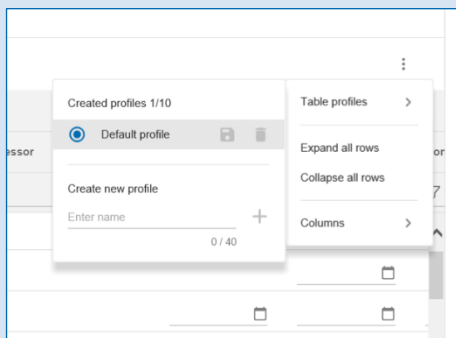 Created profiles 1/10
Default profile
Create new profile
Enter name
0 / 40
Table profiles
Expand all rows
Collapse all rows
Columns